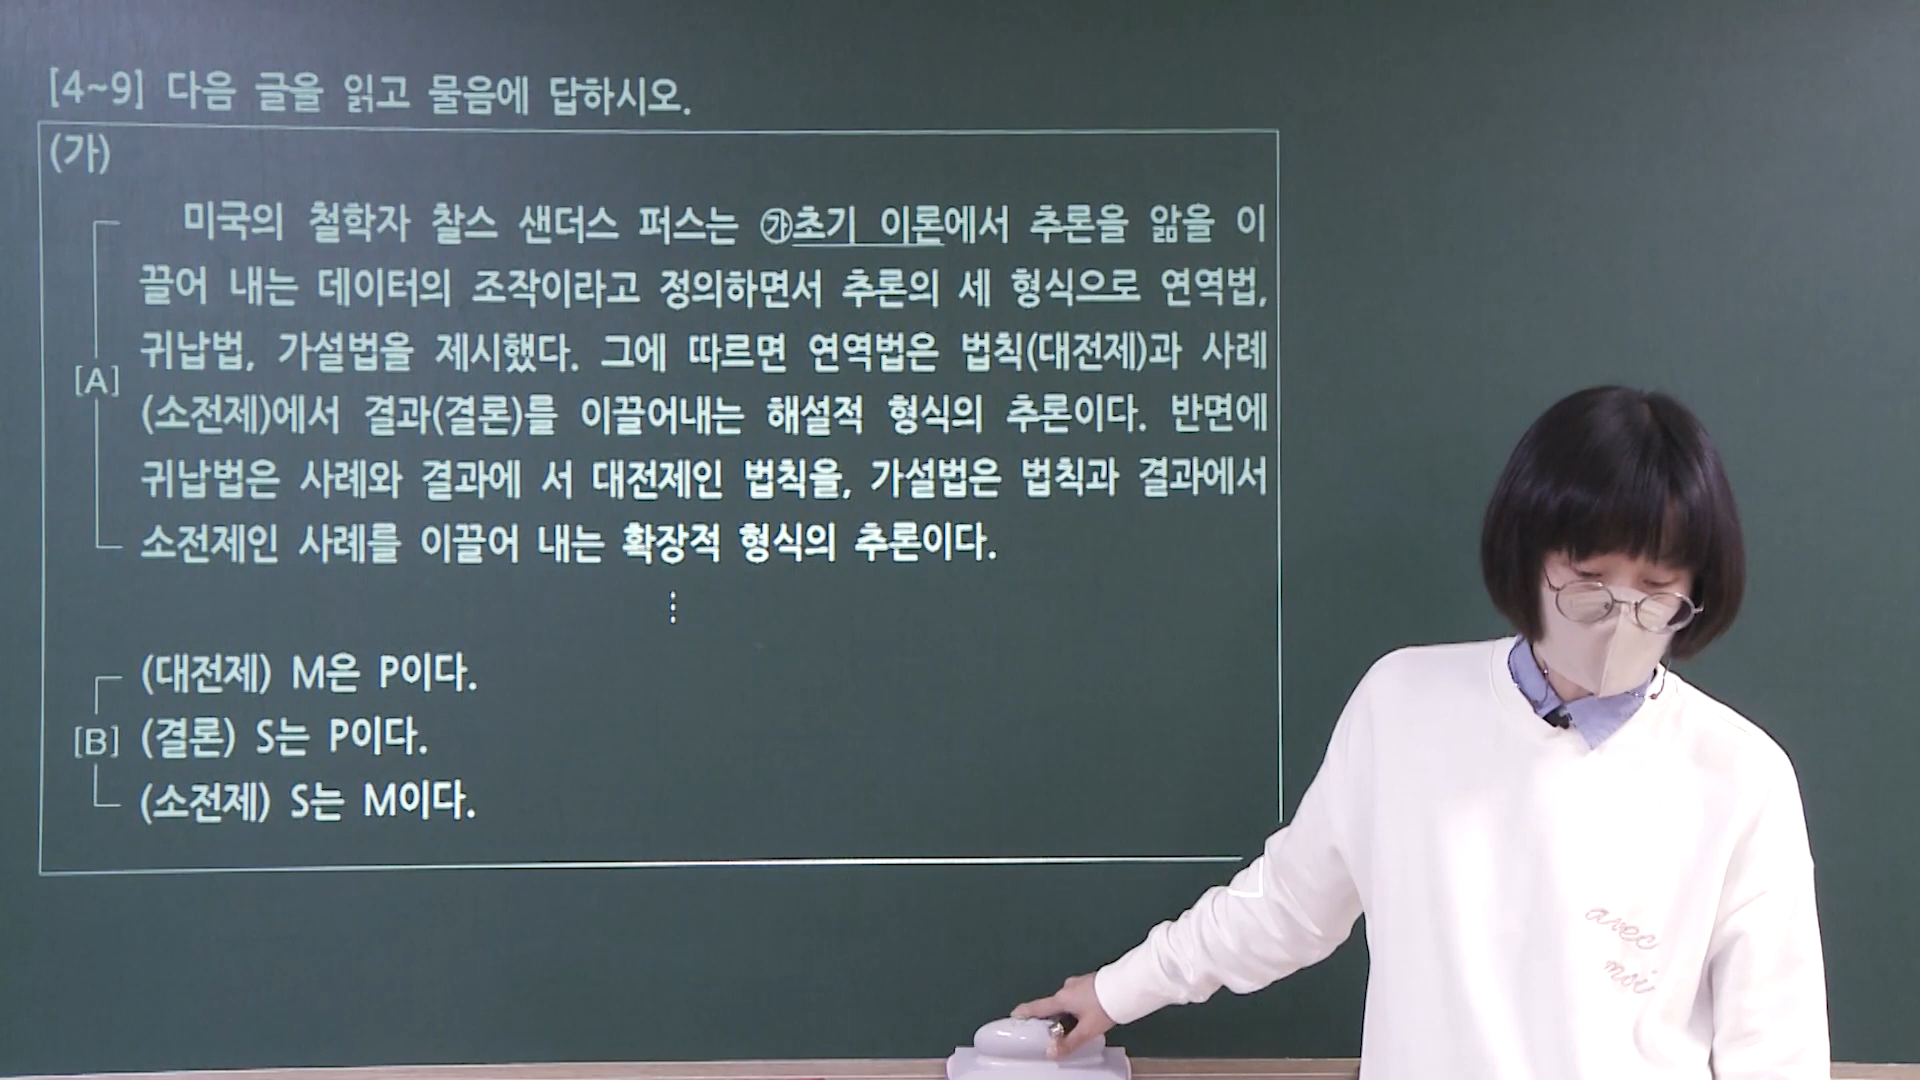 [4~9] 다음 글을 읽고 물음에 답하시오.
(가)
미국의 철학자 찰스 샌더스 퍼스는 ㉮초기 이론에서 추론을 앎을 이
끌어 내는 데이터의 조작이라고 정의하면서 추론의 세 형식으로 연역법,
귀납법, 가설법을 제시했다. 그에 따르면 연역법은 법칙(대전제)과 사례
[A]
(소전제)에서 결과(결론)를 이끌어내는 해설적 형식의 추론이다. 반면에
귀납법은 사례와 결과에 서 대전제인 법칙을, 가설법은 법칙과 결과에서
소전제인 사례를 이끌어 내는 확장적 형식의 추론이다.
⋮
(대전제) M은 P이다.
[B] (결론) S는 P이다.
(소전제) S는 M이다.
avec
moi